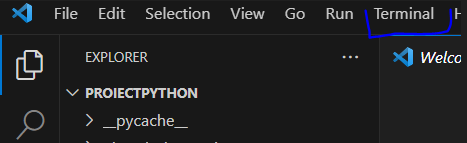 File Edit Selection View Go Run Terminal H
EXPLORER ...
Welco
PROIECTPYTHON
__pycache__